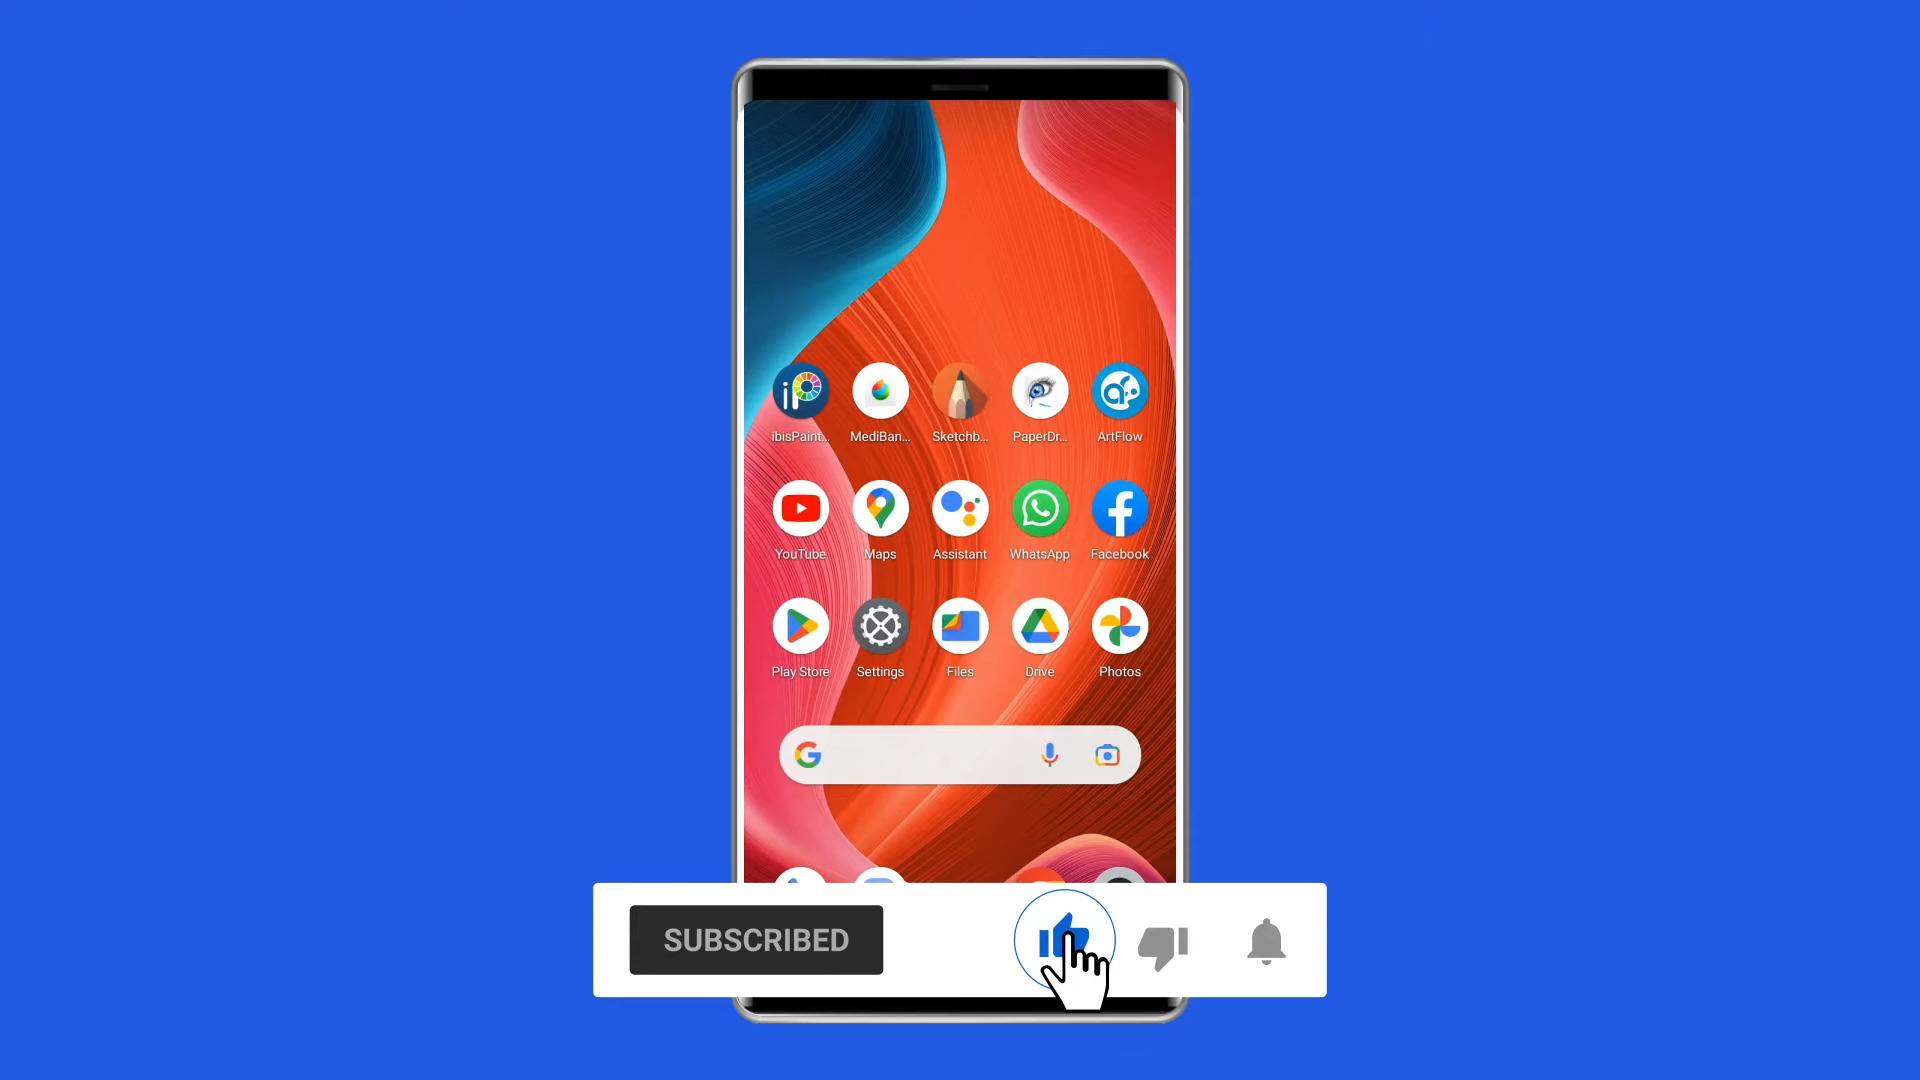 ibisPaint...
MediBan...
Sketchb...
PaperDr...
ArtFlow
YouTube
Maps
Assistant
WhatsApp
Facebook
Play Store
Settings
Files
Drive
Photos
SUBSCRIBED